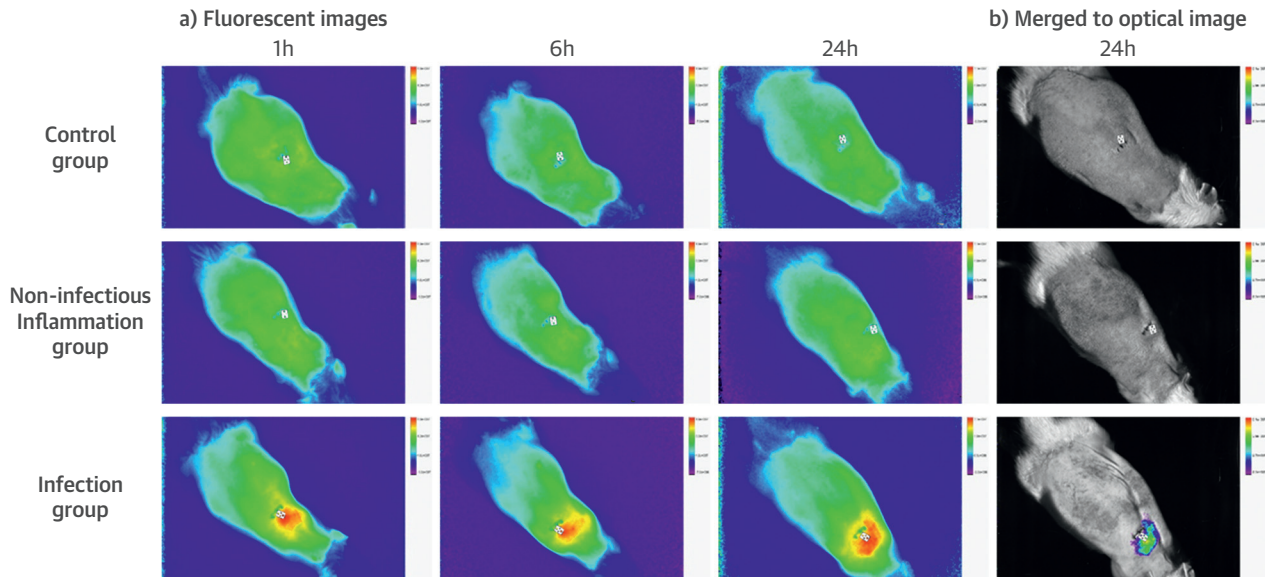 a) Fluorescent images
b) Merged to optical image
1h
6h
24h
24h
Control
group
Non-infectious
Inflammation
group
Infection
group